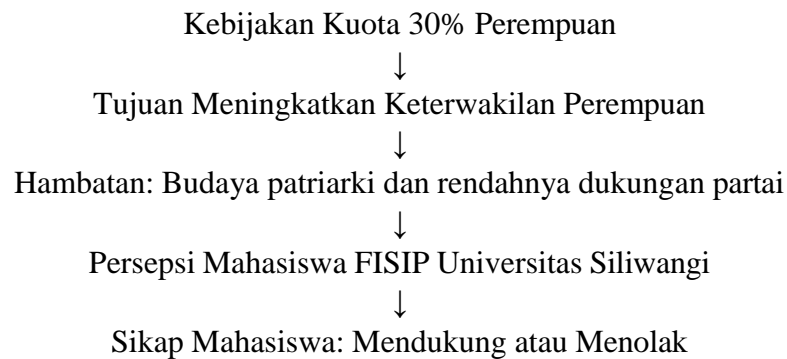 Kebijakan Kuota 30% Perempuan
↓
Tujuan Meningkatkan Keterwakilan Perempuan
↓
Hambatan: Budaya patriarki dan rendahnya dukungan partai
↓
Persepsi Mahasiswa FISIP Universitas Siliwangi
↓
Sikap Mahasiswa: Mendukung atau Menolak